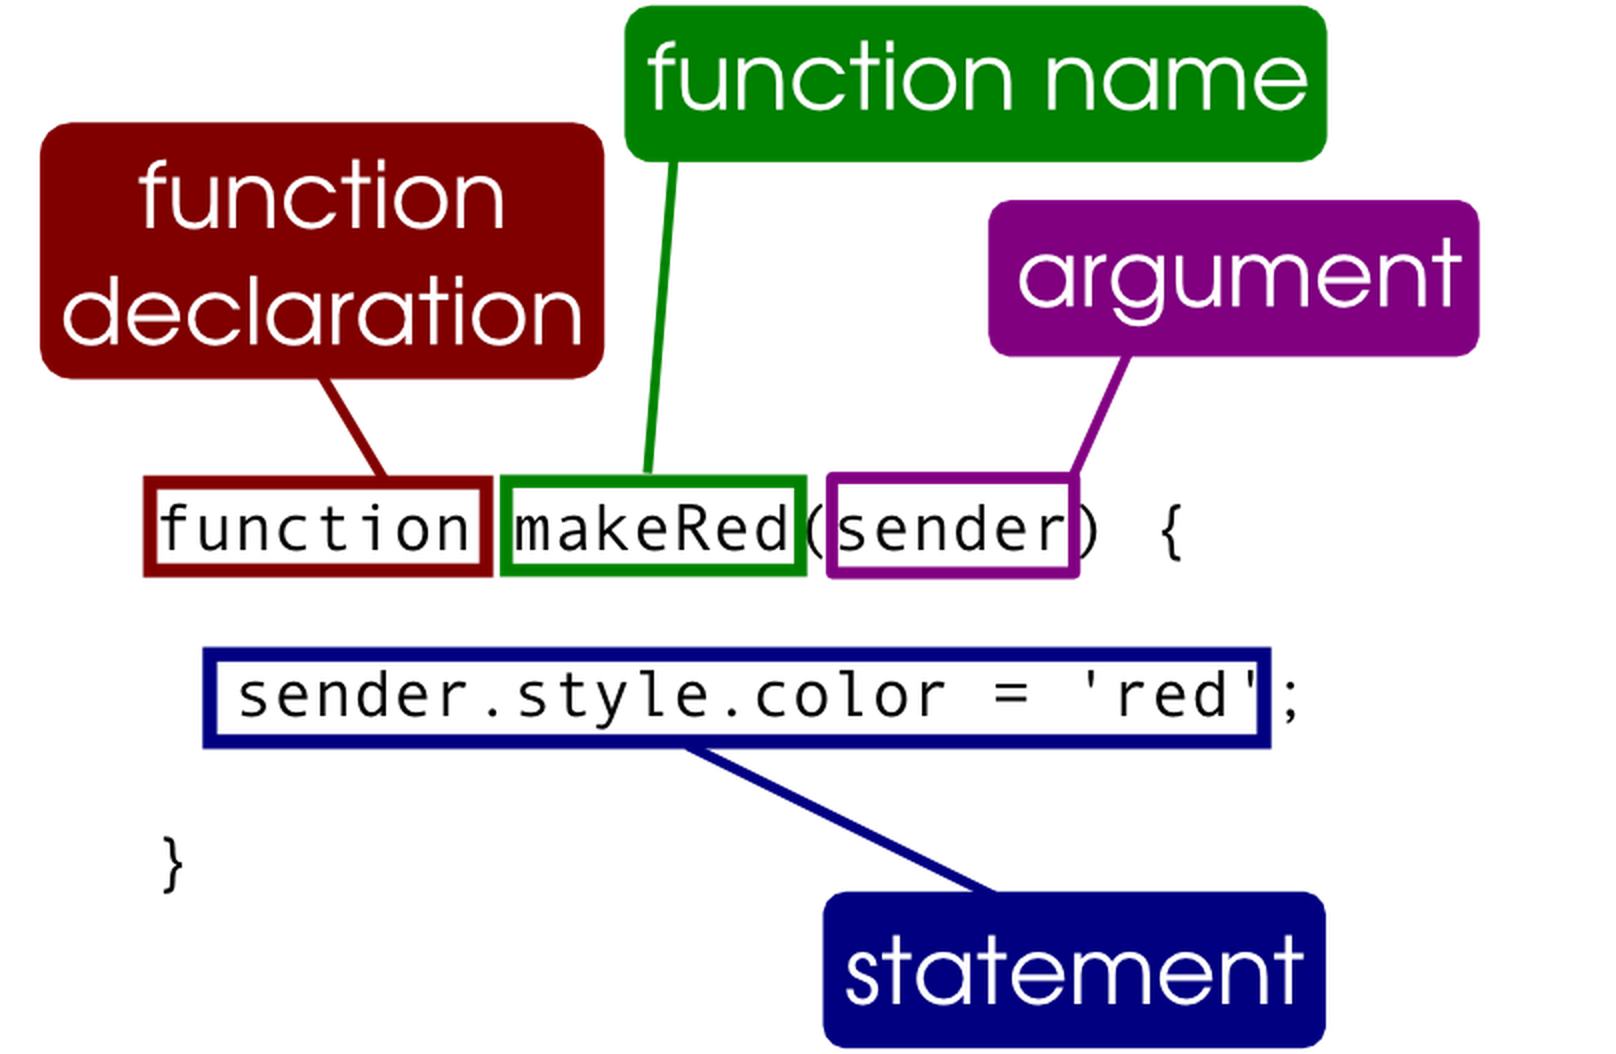 function name
function
declaration
argument
function makeRed(sender) {
sender.style.color = 'red';
}
statement